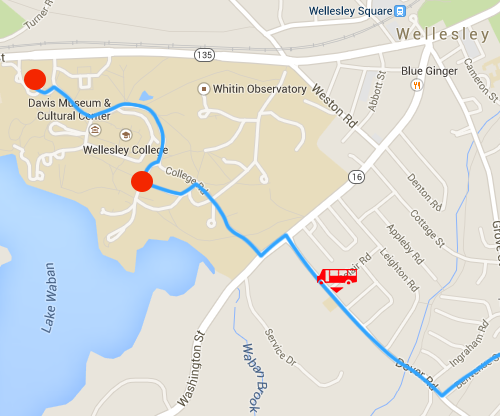 Turner R
Wellesley Square
Wellesley
135
Whitin Observatory
Blue Ginger
Cameron St
Abbott St
Weston Rd
Davis Museum &
Cultural Center
Wellesley College
College Rd
16
Denton Rd
Cottage St
Grove S
Appleby Rd
Leighton Rd
Lake Waban
Washington St
Service Dr
Waban Brook
Dover Rd
Ingraham Rd